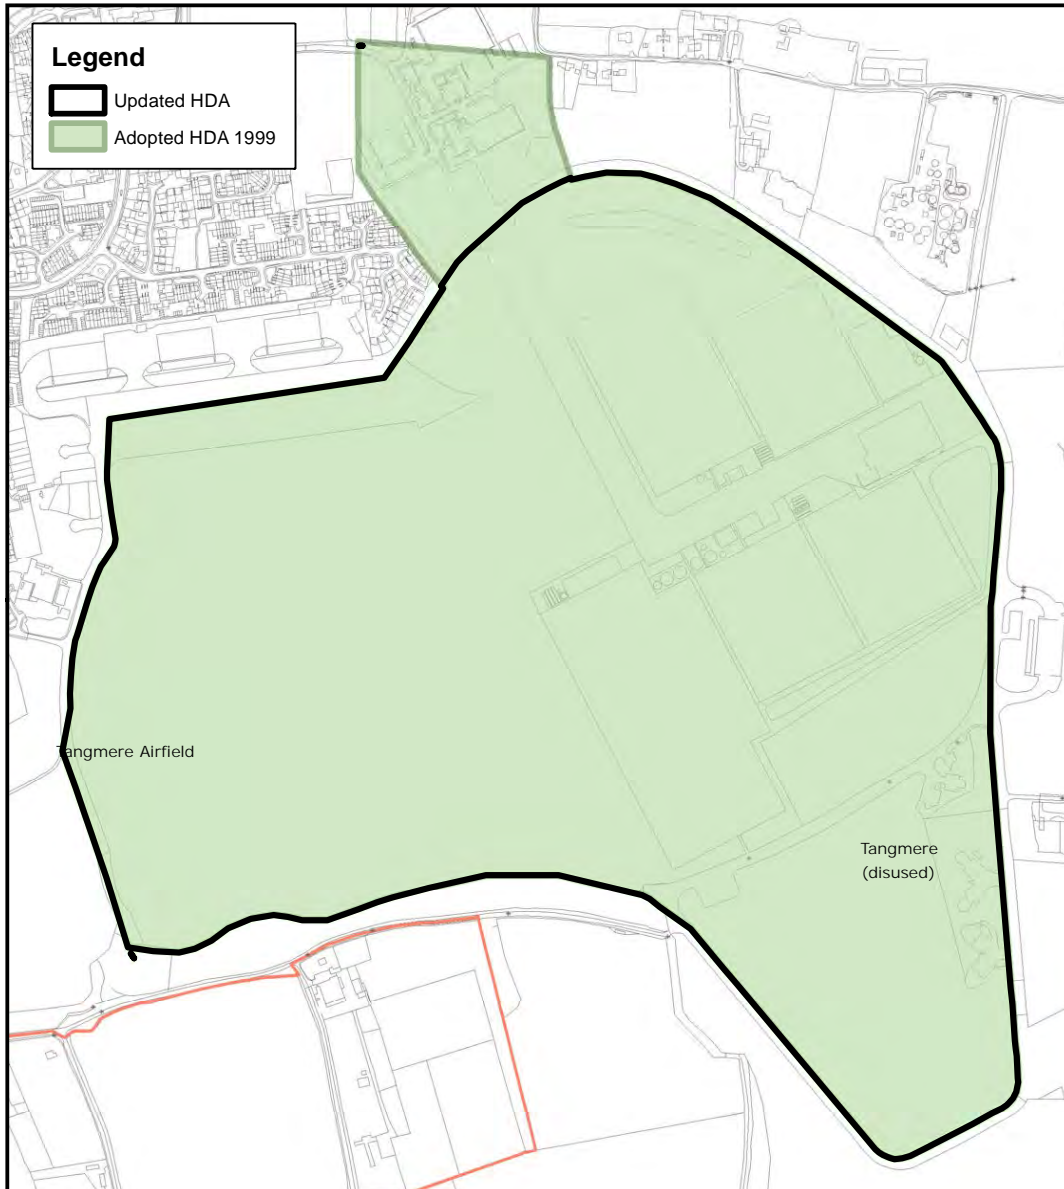 Legend
Updated HDA
Adopted HDA 1999
Tangmere Airfield
Tangmere
(disused)